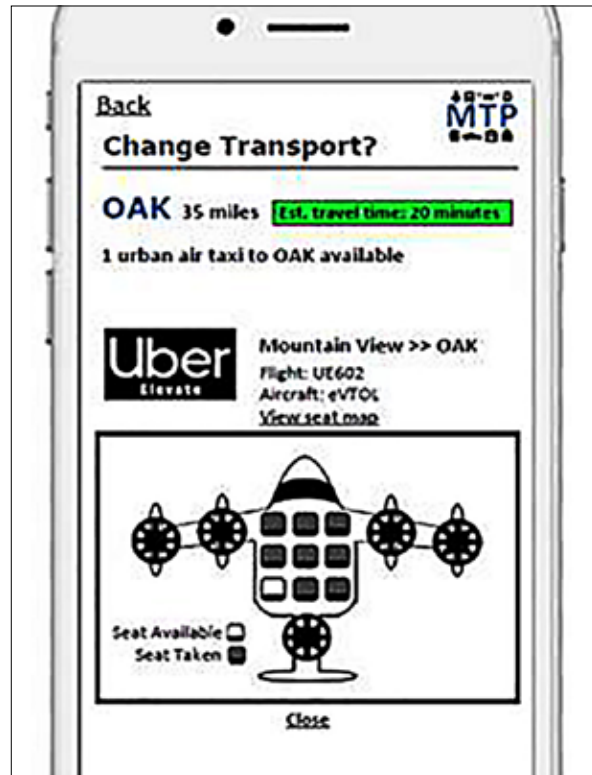 Back
MTP
Change Transport?
OAK 35 miles Est. travel time: 20 minutes
1 urban air taxi to OAK available
Uber
Elevate
Mountain View >> OAK
Flight: UE602
Aircraft: eVTOL
View seat map
Seat Available
Seat Taken
Close